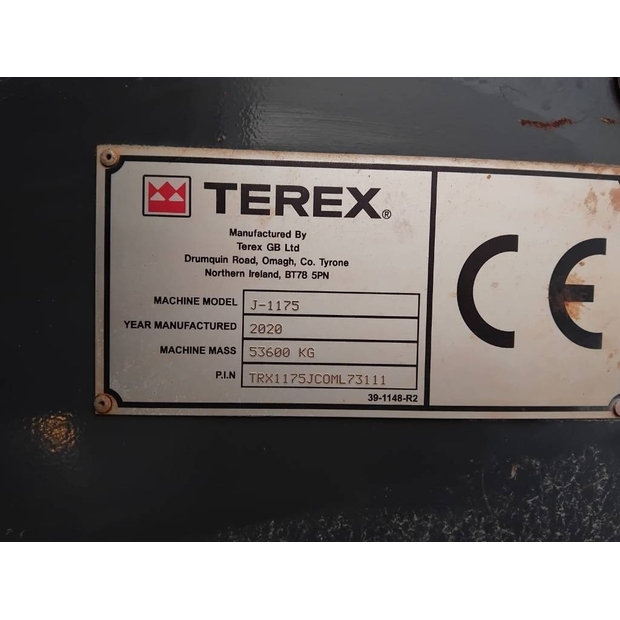 TEREX®
Manufactured By
Terex GB Ltd
Drumquin Road, Omagh, Co. Tyrone
Northern Ireland, BT78 5PN
MACHINE MODEL J-1175
YEAR MANUFACTURED 2020
MACHINE MASS 53600 KG
P.I.N TRX1175JCOML73111
39-1148-R2
CE